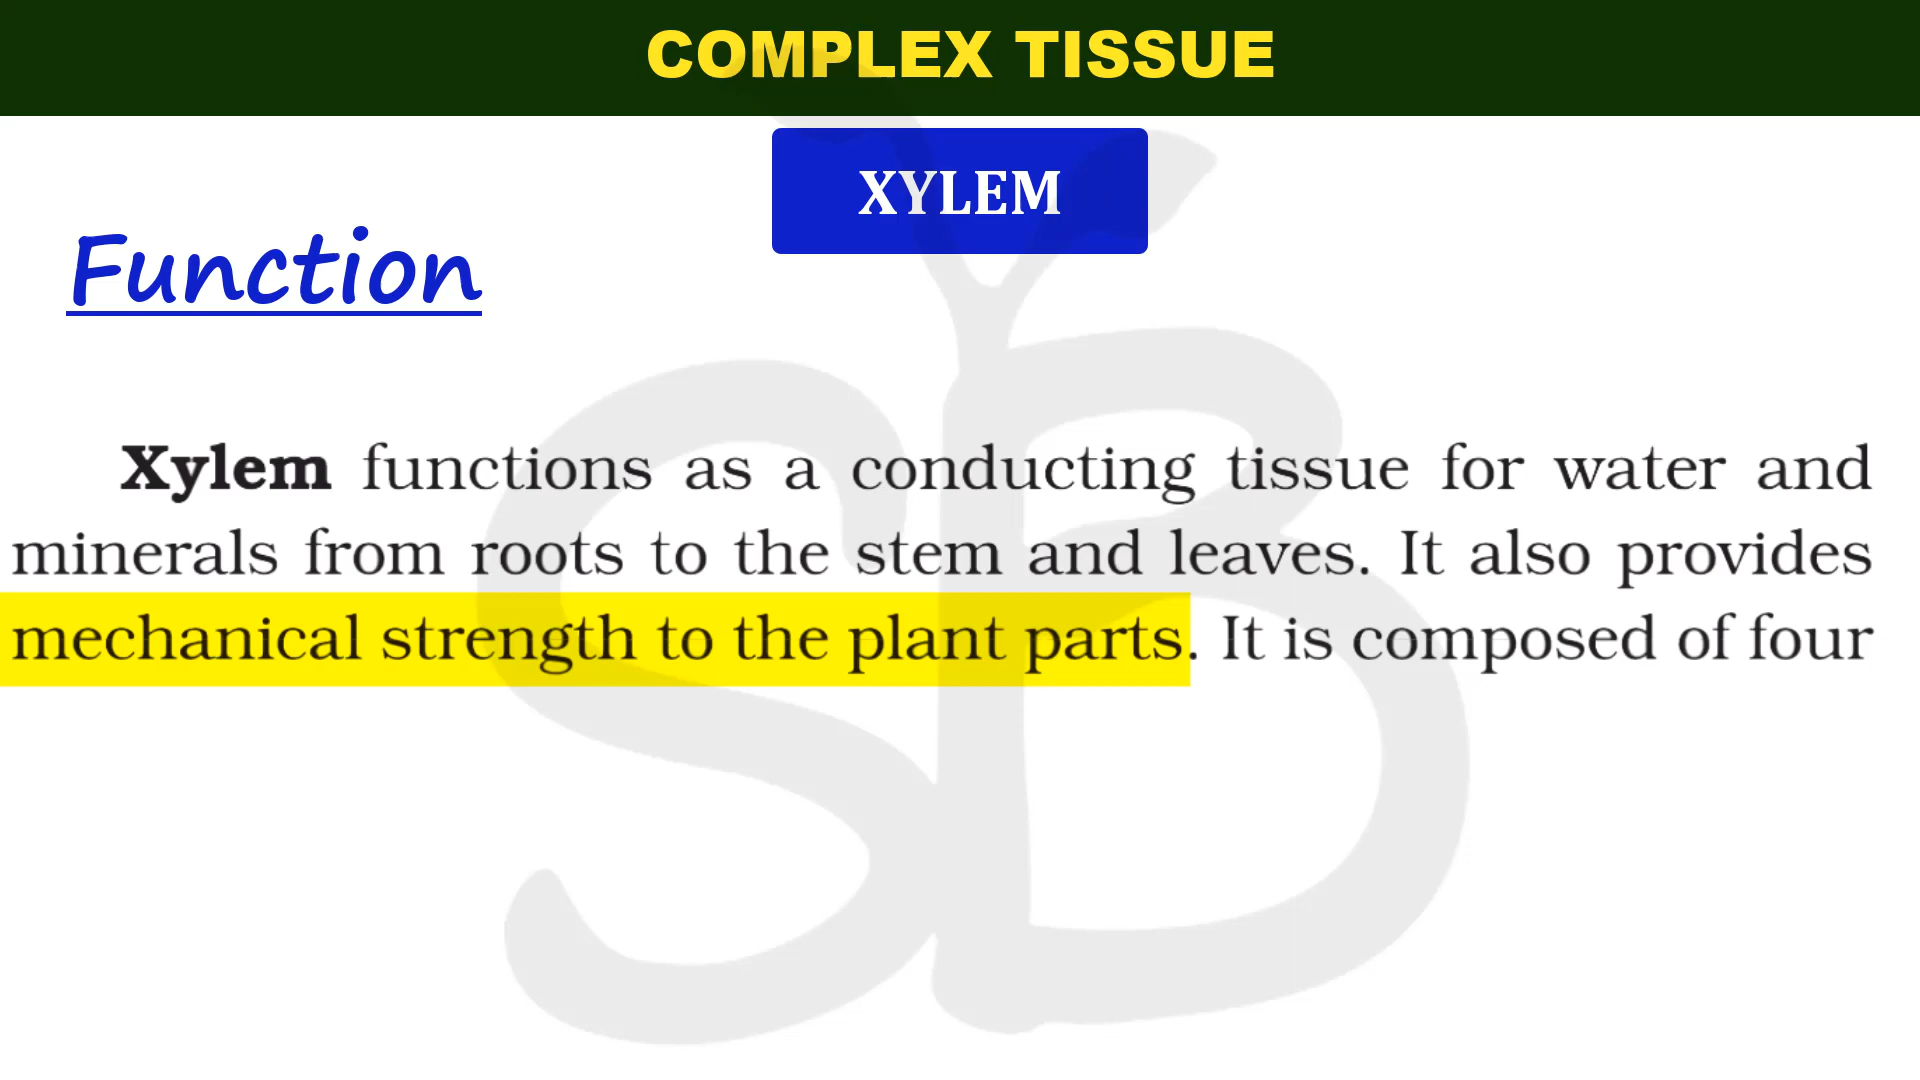 COMPLEX TISSUE
XYLEM
Function
Xylem functions as a conducting tissue for water and
minerals from roots to the stem and leaves. It also provides
mechanical strength to the plant parts. It is composed of four
SB